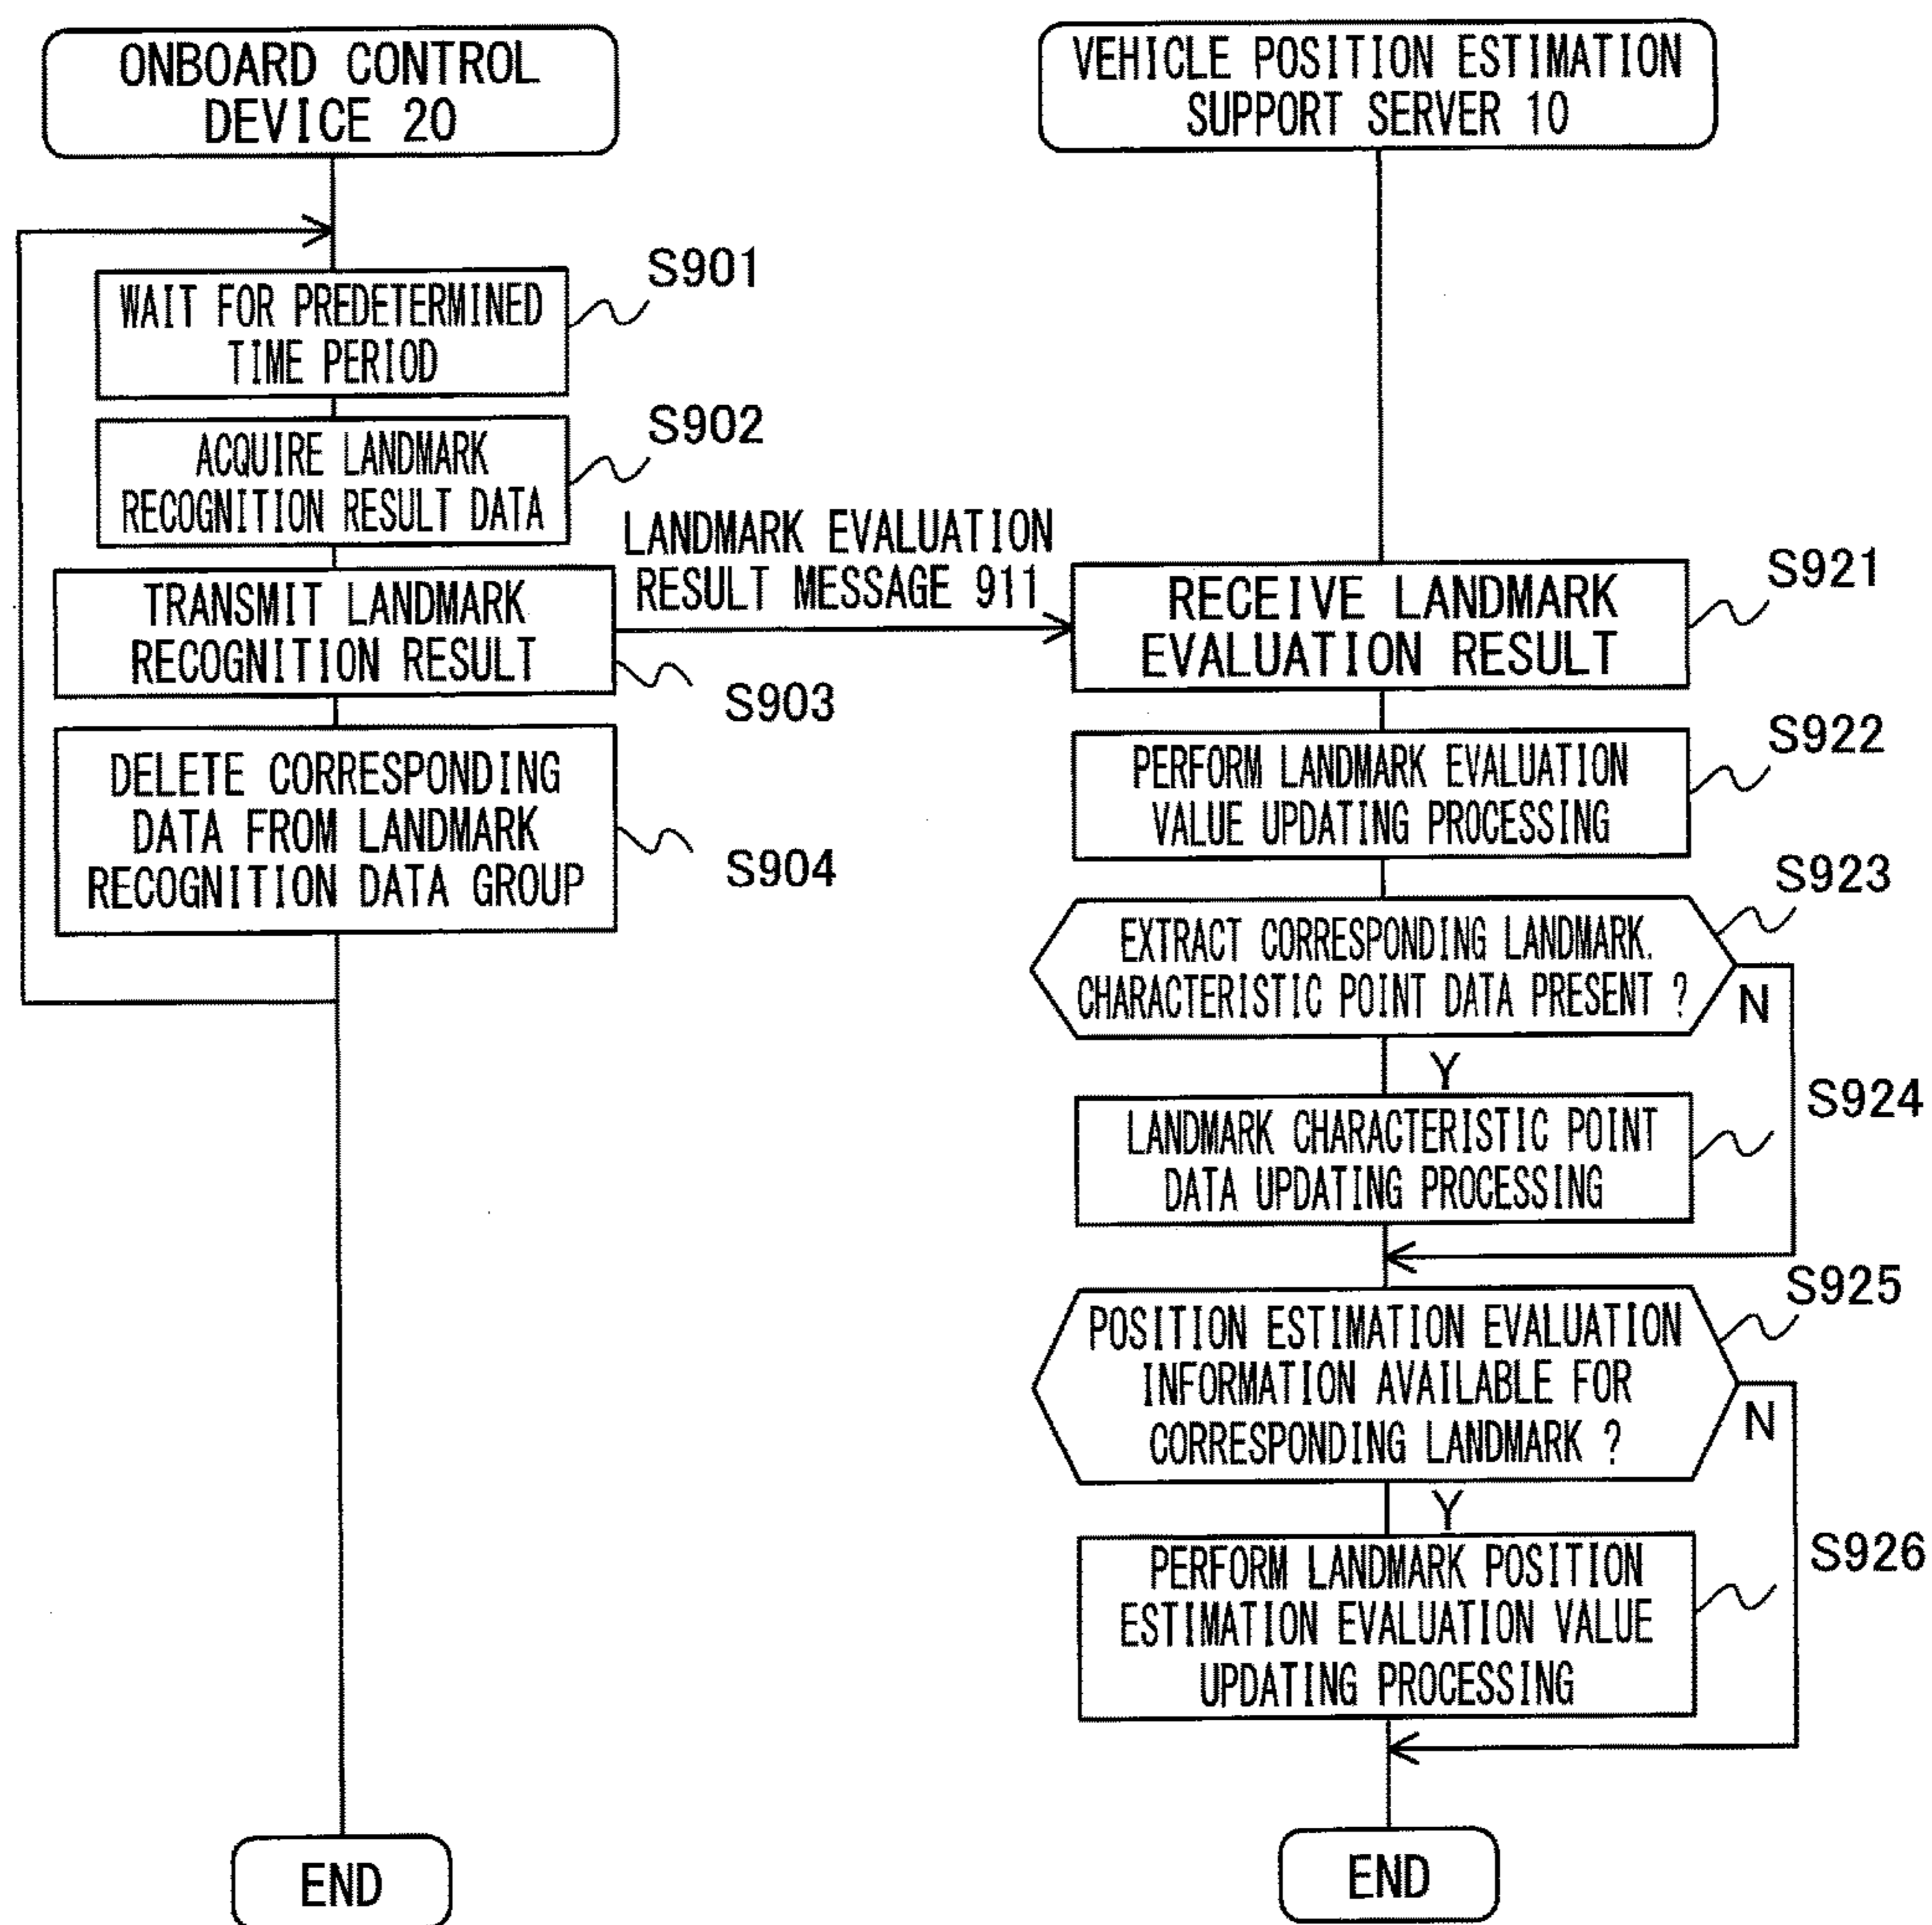 ONBOARD CONTROL
DEVICE 20
S901
WAIT FOR PREDETERMINED
TIME PERIOD
S902
ACQUIRE LANDMARK
RECOGNITION RESULT DATA
TRANSMIT LANDMARK
RECOGNITION RESULT
S903
DELETE CORRESPONDING
DATA FROM LANDMARK
RECOGNITION DATA GROUP
S904
END
LANDMARK EVALUATION
RESULT MESSAGE 911
VEHICLE POSITION ESTIMATION
SUPPORT SERVER 10
S921
RECEIVE LANDMARK
EVALUATION RESULT
S922
PERFORM LANDMARK EVALUATION
VALUE UPDATING PROCESSING
S923
EXTRACT CORRESPONDING LANDMARK.
CHARACTERISTIC POINT DATA PRESENT ?
N
Y
S924
LANDMARK CHARACTERISTIC POINT
DATA UPDATING PROCESSING
S925
POSITION ESTIMATION EVALUATION
INFORMATION AVAILABLE FOR
CORRESPONDING LANDMARK ?
N
Y
S926
PERFORM LANDMARK POSITION
ESTIMATION EVALUATION VALUE
UPDATING PROCESSING
END